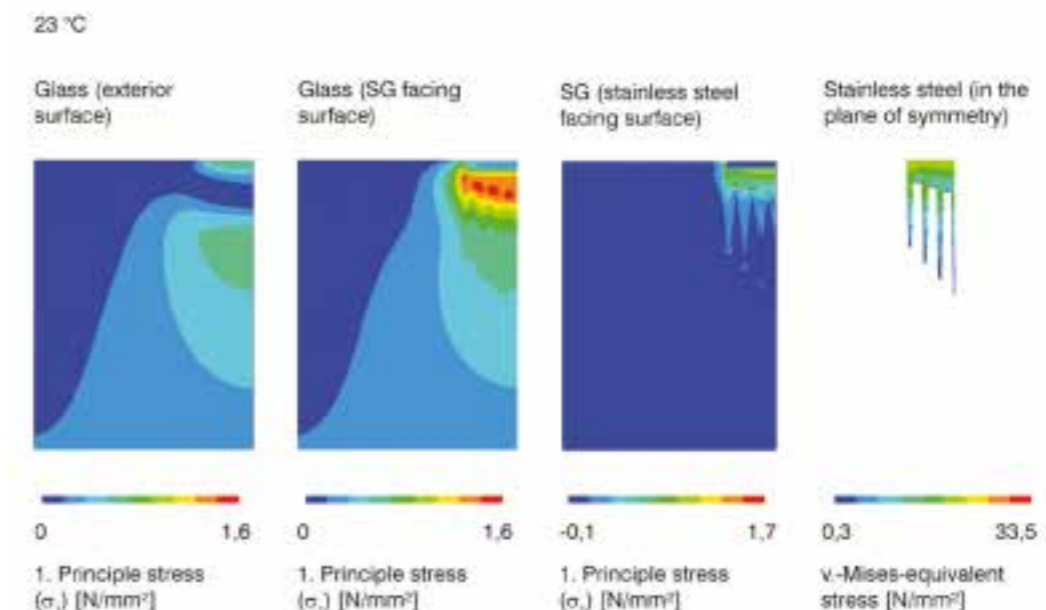 23 °C
Glass (exterior
surface)
Glass (SG facing
surface)
SG (stainless steel
facing surface)
Stainless steel (in the
plane of symmetry)
0 1,6
0 1,6
-0,1 1,7
0,3 33,5
1. Principle stress
(σ₁) [N/mm²]
1. Principle stress
(σ₁) [N/mm²]
1. Principle stress
(σ₁) [N/mm²]
v.-Mises-equivalent
stress [N/mm²]